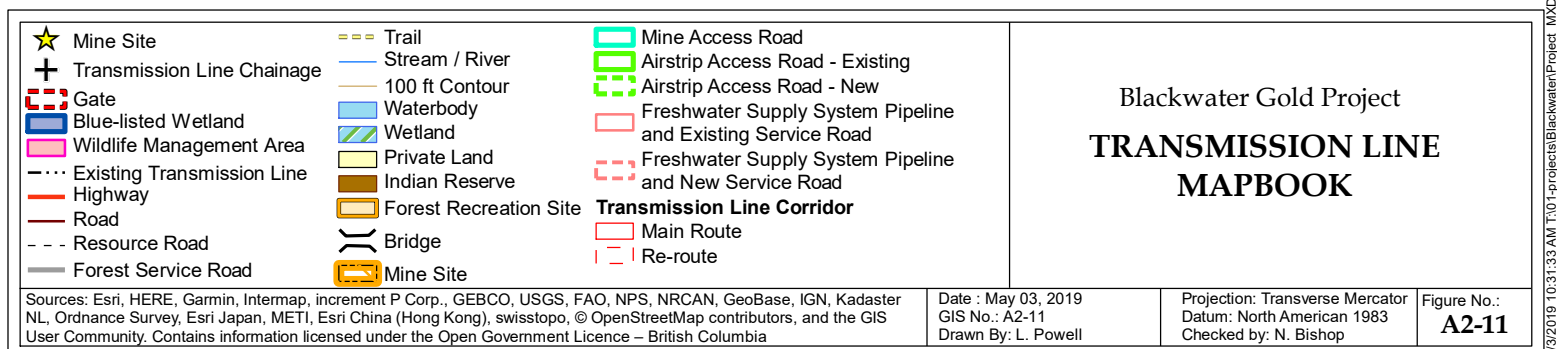 Mine Site
Transmission Line Chainage
Gate
Blue-listed Wetland
Wildlife Management Area
Existing Transmission Line
Highway
Road
Resource Road
Forest Service Road
Trail
Stream / River
100 ft Contour
Waterbody
Wetland
Private Land
Indian Reserve
Forest Recreation Site
Bridge
Mine Site
Mine Access Road
Airstrip Access Road - Existing
Airstrip Access Road - New
Freshwater Supply System Pipeline
and Existing Service Road
Freshwater Supply System Pipeline
and New Service Road
Transmission Line Corridor
Main Route
Re-route
Blackwater Gold Project
TRANSMISSION LINE
MAPBOOK
Sources: Esri, HERE, Garmin, Intermap, increment P Corp., GEBCO, USGS, FAO, NPS, NRCAN, GeoBase, IGN, Kadaster
NL, Ordnance Survey, Esri Japan, METI, Esri China (Hong Kong), swisstopo, © OpenStreetMap contributors, and the GIS
User Community. Contains information licensed under the Open Government Licence – British Columbia
Date : May 03, 2019
GIS No.: A2-11
Drawn By: L. Powell
Projection: Transverse Mercator
Datum: North American 1983
Checked by: N. Bishop
Figure No.:
A2-11
/3/2019 10:31:33 AM T:\01-projects\Blackwater\Project MXD